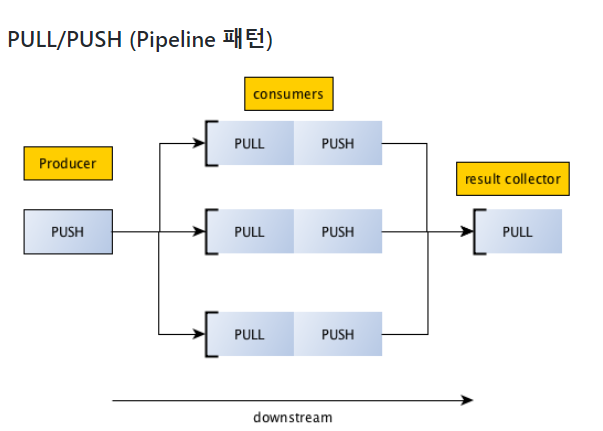 PULL/PUSH (Pipeline 패턴)
consumers
PULL PUSH
Producer
result collector
PUSH
PULL PUSH
PULL
PULL PUSH
downstream